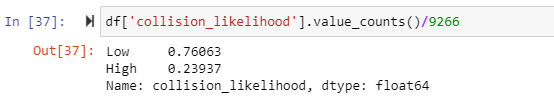 In [37]: df['collision_likelihood'].value_counts()/9266
Out[37]: Low     0.76063
High    0.23937
Name: collision_likelihood, dtype: float64